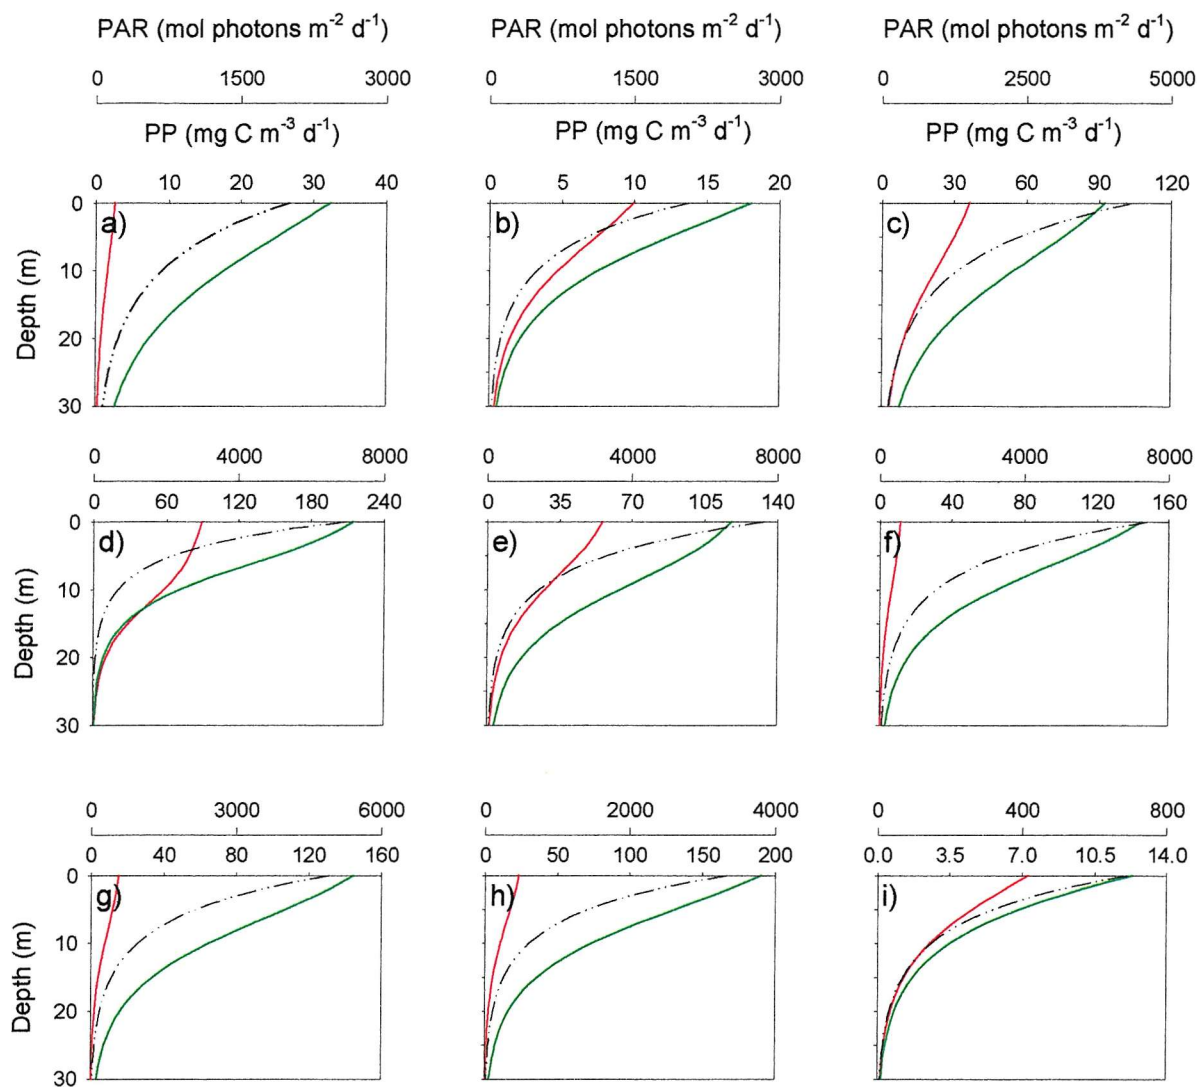 PAR (mol photons m-2 d-1) PAR (mol photons m-2 d-1) PAR (mol photons m-2 d-1)
0 1500 3000 0 1500 3000 0 2500 5000
PP (mg C m-3 d-1) PP (mg C m-3 d-1) PP (mg C m-3 d-1)
0 10 20 30 40 0 5 10 15 20 0 30 60 90 120
0
a) b) c)
10
Depth (m)
20
30
0 4000 8000 0 4000 8000 0 4000 8000
0 60 120 180 240 0 35 70 105 140 0 40 80 120 160
0
d) e) f)
10
Depth (m)
20
30
0 3000 6000 0 2000 4000 0 400 800
0 40 80 120 160 0 50 100 150 200 0.0 3.5 7.0 10.5 14.0
0
g) h) i)
10
Depth (m)
20
30